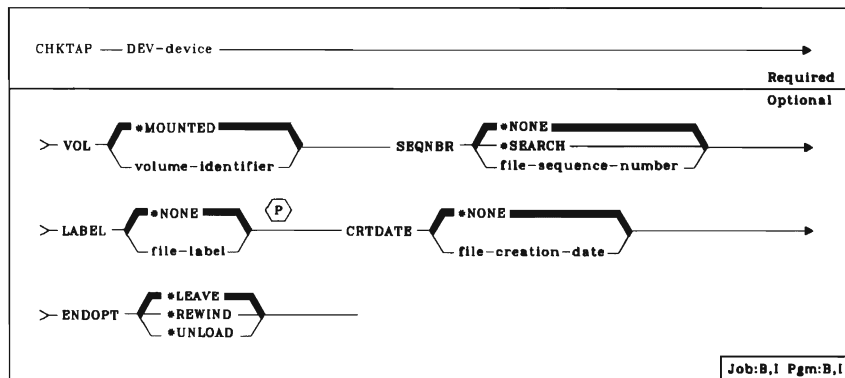 CHKTAP DEV-device
Required
Optional
*MOUNTED *NONE
VOL SEQNBR *SEARCH
volume-identifier file-sequence-number
*NONE P *NONE
LABEL CRTDATE
file-label file-creation-date
*LEAVE
ENDOPT *REWIND
*UNLOAD
Job:B,I Pgm:B,I